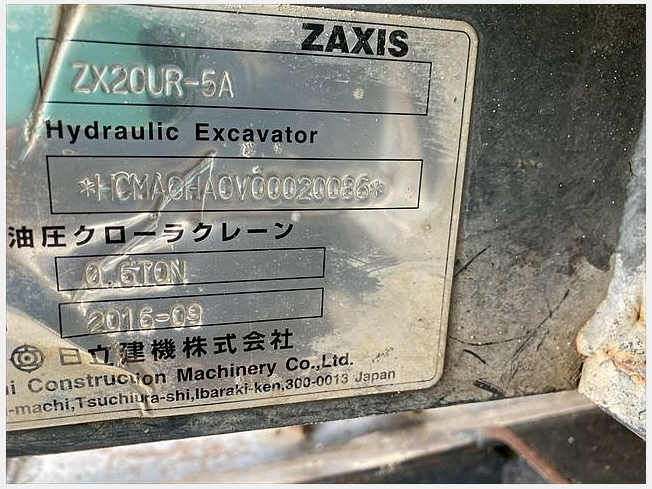 ZAXIS
ZX20UR-5A
Hydraulic Excavator
*HCMA0HA0V00020086*
油圧クローラクレーン
0.6TON
2016-09
日立建機株式会社
Construction Machinery Co.,Ltd.
-machi,Tsuchiura-shi,Ibaraki-ken,300-0013 Japan